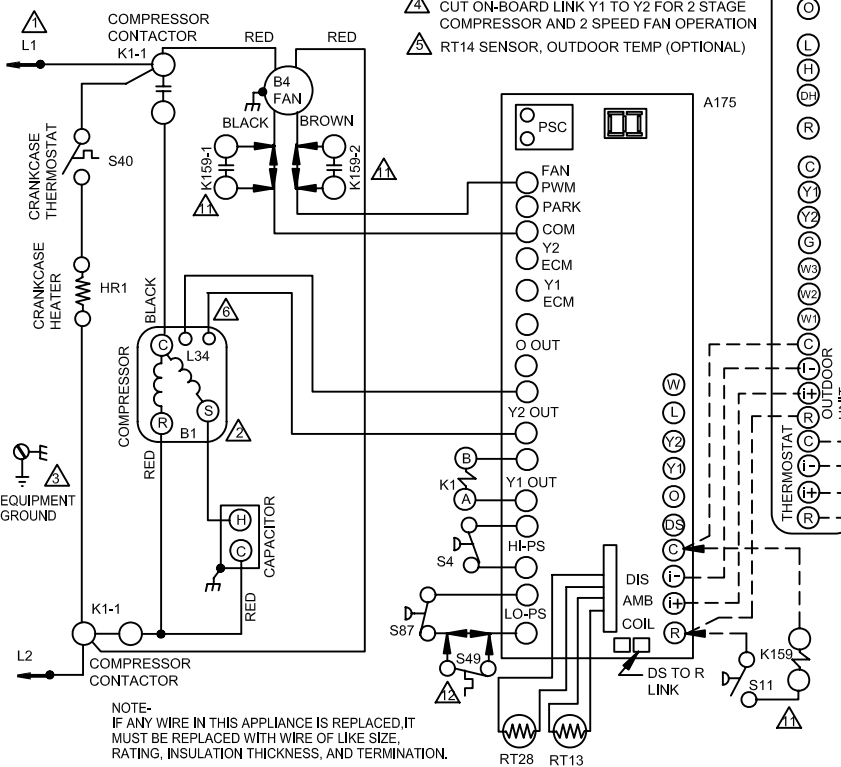 4 CUT ON-BOARD LINK Y1 TO Y2 FOR 2 STAGE
COMPRESSOR AND 2 SPEED FAN OPERATION
5 RT14 SENSOR, OUTDOOR TEMP (OPTIONAL)
1
L1
COMPRESSOR
CONTACTOR
K1-1
RED
RED
B4
FAN
BLACK
BROWN
K159-1
11
K159-2
11
CRANKCASE
THERMOSTAT
S40
CRANKCASE
HEATER
HR1
BLACK
6
COMPRESSOR
C
L34
R
S
B1
2
RED
3
EQUIPMENT
GROUND
H
C
CAPACITOR
RED
K1-1
L2
COMPRESSOR
CONTACTOR
NOTE-
IF ANY WIRE IN THIS APPLIANCE IS REPLACED,IT
MUST BE REPLACED WITH WIRE OF LIKE SIZE,
RATING, INSULATION THICKNESS, AND TERMINATION.
A175
PSC
FAN
PWM
PARK
COM
Y2
ECM
Y1
ECM
O OUT
Y2 OUT
Y1 OUT
HI-PS
LO-PS
B
K1
A
S4
S87
S49
12
W
L
Y2
Y1
O
DS
C
i-
i+
R
DIS
AMB
COIL
DS TO R
LINK
RT28
RT13
K159
S11
11
O
L
H
DH
R
C
Y1
Y2
G
W3
W2
W1
C
i-
i+
R
OUTDOOR
UNIT
C
i-
i+
R
THERMOSTAT